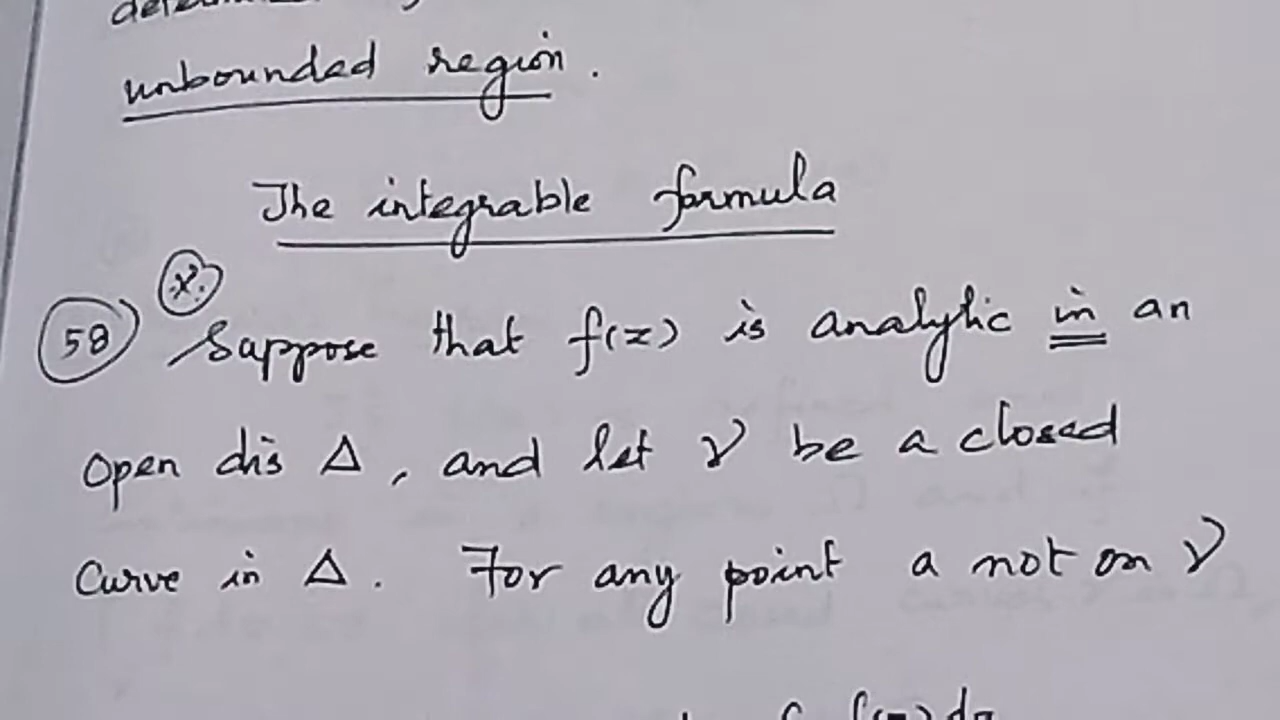 unbounded region.
The integrable formula
58 x. Suppose that f(z) is analytic in an
open dis Δ, and let γ be a closed
Curve in Δ. For any point a not on γ
∫ f(z) dz